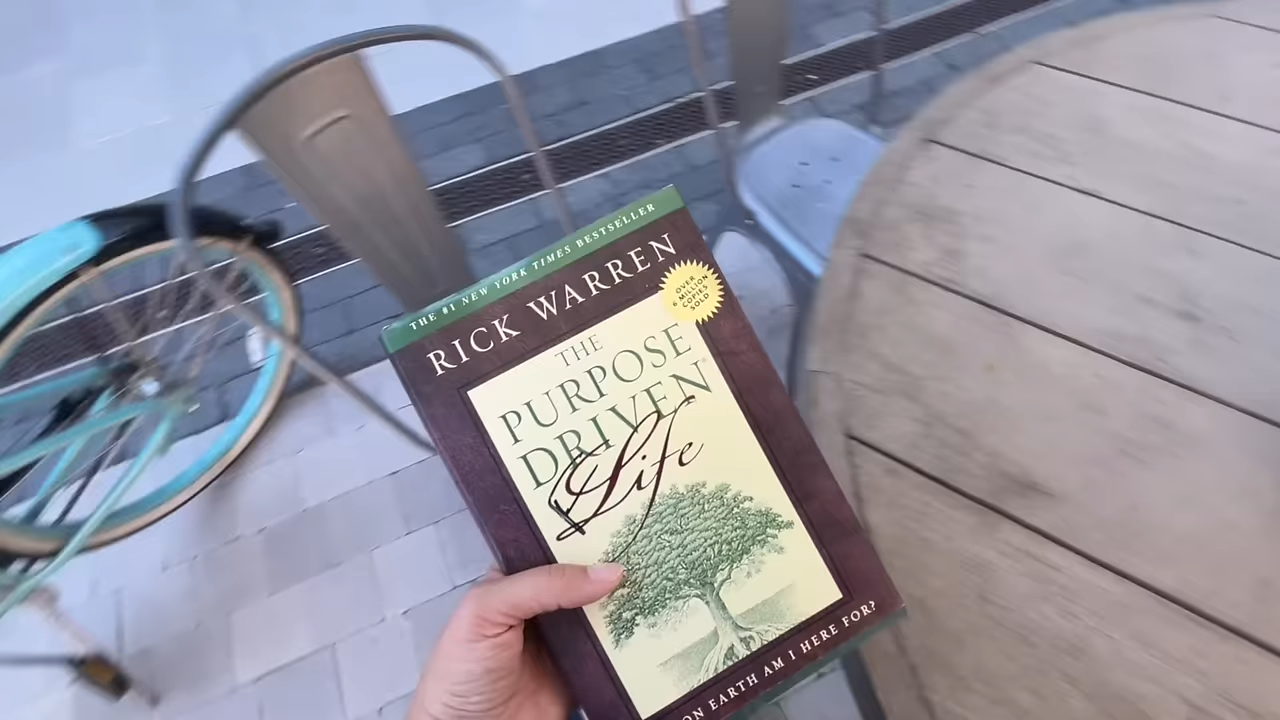 THE #1 NEW YORK TIMES BESTSELLER
RICK WARREN
OVER
6 MILLION
COPIES
SOLD
THE
PURPOSE
DRIVEN
Life
ON EARTH AM I HERE FOR?